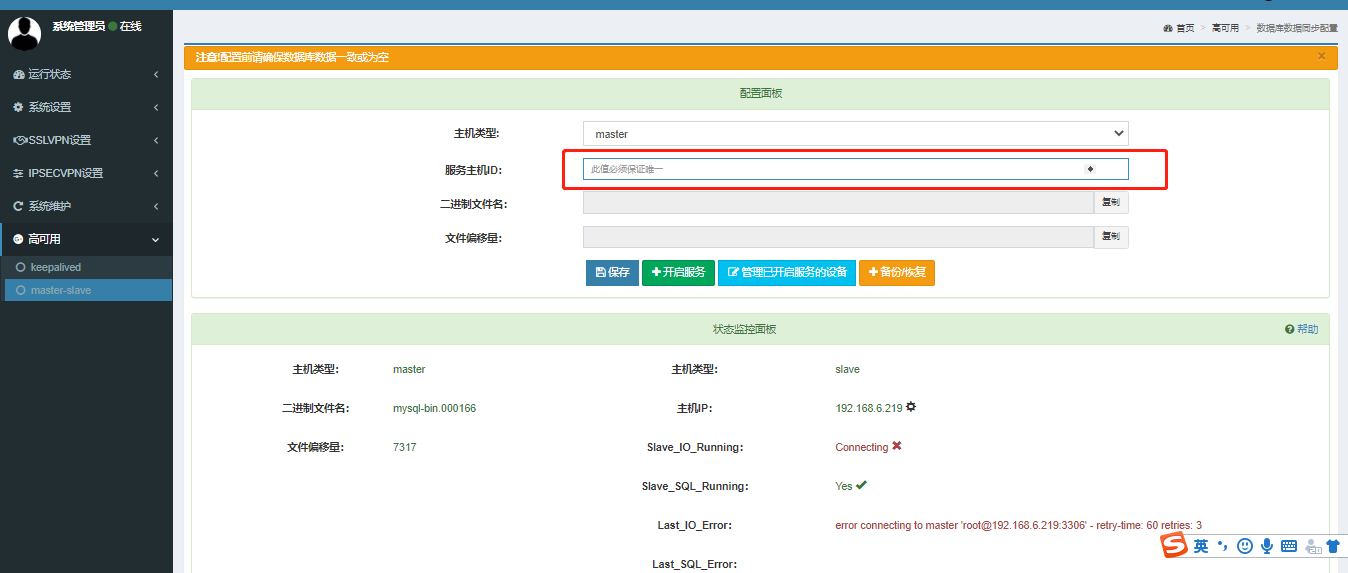 系统管理员 在线
首页 > 高可用 > 数据库数据同步配置
运行状态
系统设置
SSLVPN设置
IPSECVPN设置
系统维护
高可用
keepalived
master-slave
注意!配置前请确保数据库数据一致或为空 ×
配置面板
主机类型: master
服务主机ID: 此值必须保证唯一
二进制文件名: 复制
文件偏移量: 复制
保存 开启服务 管理已开启服务的设备 备份/恢复
状态监控面板 帮助
主机类型: master 主机类型: slave
二进制文件名: mysql-bin.000166 主机IP: 192.168.6.219
文件偏移量: 7317 Slave_IO_Running: Connecting
Slave_SQL_Running: Yes
Last_IO_Error: error connecting to master 'root@192.168.6.219:3306' - retry-time: 60 retries: 3
Last_SQL_Error:
S 英